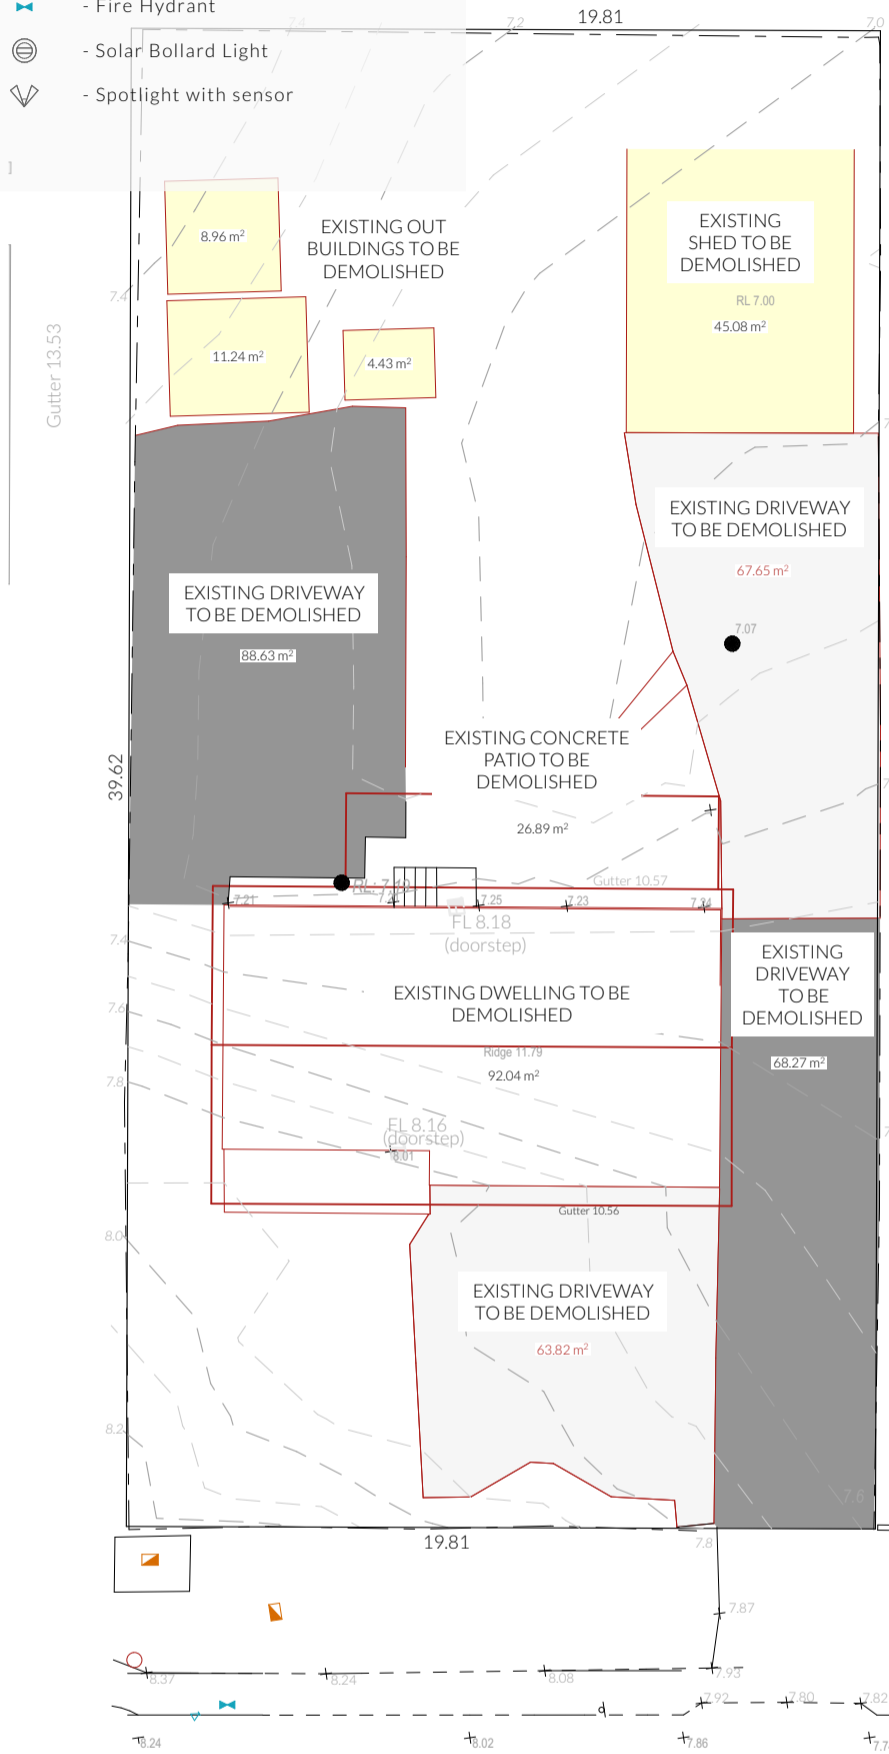 - Fire Hydrant
- Solar Bollard Light
- Spotlight with sensor
7.4
7.2
19.81
7.0
8.96 m²
EXISTING OUT
BUILDINGS TO BE
DEMOLISHED
EXISTING
SHED TO BE
DEMOLISHED
RL 7.00
45.08 m²
7.4
Gutter 13.53
11.24 m²
4.43 m²
EXISTING DRIVEWAY
TO BE DEMOLISHED
67.65 m²
EXISTING DRIVEWAY
TO BE DEMOLISHED
88.63 m²
7.07
EXISTING CONCRETE
PATIO TO BE
DEMOLISHED
39.62
26.89 m²
Gutter 10.57
RL: 7.19
7.21
7.25
7.23
7.24
FL 8.18
(doorstep)
7.4
EXISTING
DRIVEWAY
TO BE
DEMOLISHED
EXISTING DWELLING TO BE
DEMOLISHED
7.6
Ridge 11.79
92.04 m²
68.27 m²
7.8
FL 8.16
(doorstep)
8.01
Gutter 10.56
8.0
EXISTING DRIVEWAY
TO BE DEMOLISHED
63.82 m²
8.2
7.6
19.81
7.8
7.87
8.37
8.24
8.08
7.93
7.92
7.80
7.82
8.24
8.02
7.86